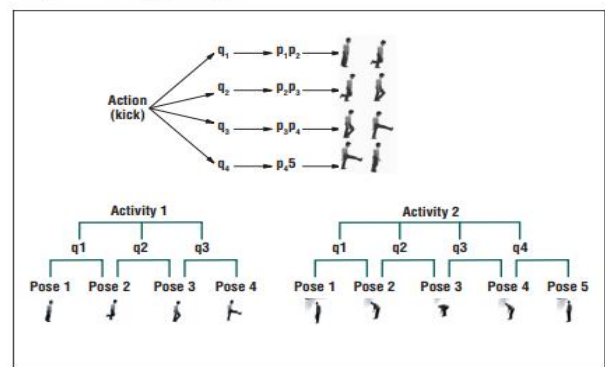 q1 p1p2
q2 p2p3
Action
(kick)
q3 p3p4
q4 p45
Activity 1
q1 q2 q3
Pose 1 Pose 2 Pose 3 Pose 4
Activity 2
q1 q2 q3 q4
Pose 1 Pose 2 Pose 3 Pose 4 Pose 5